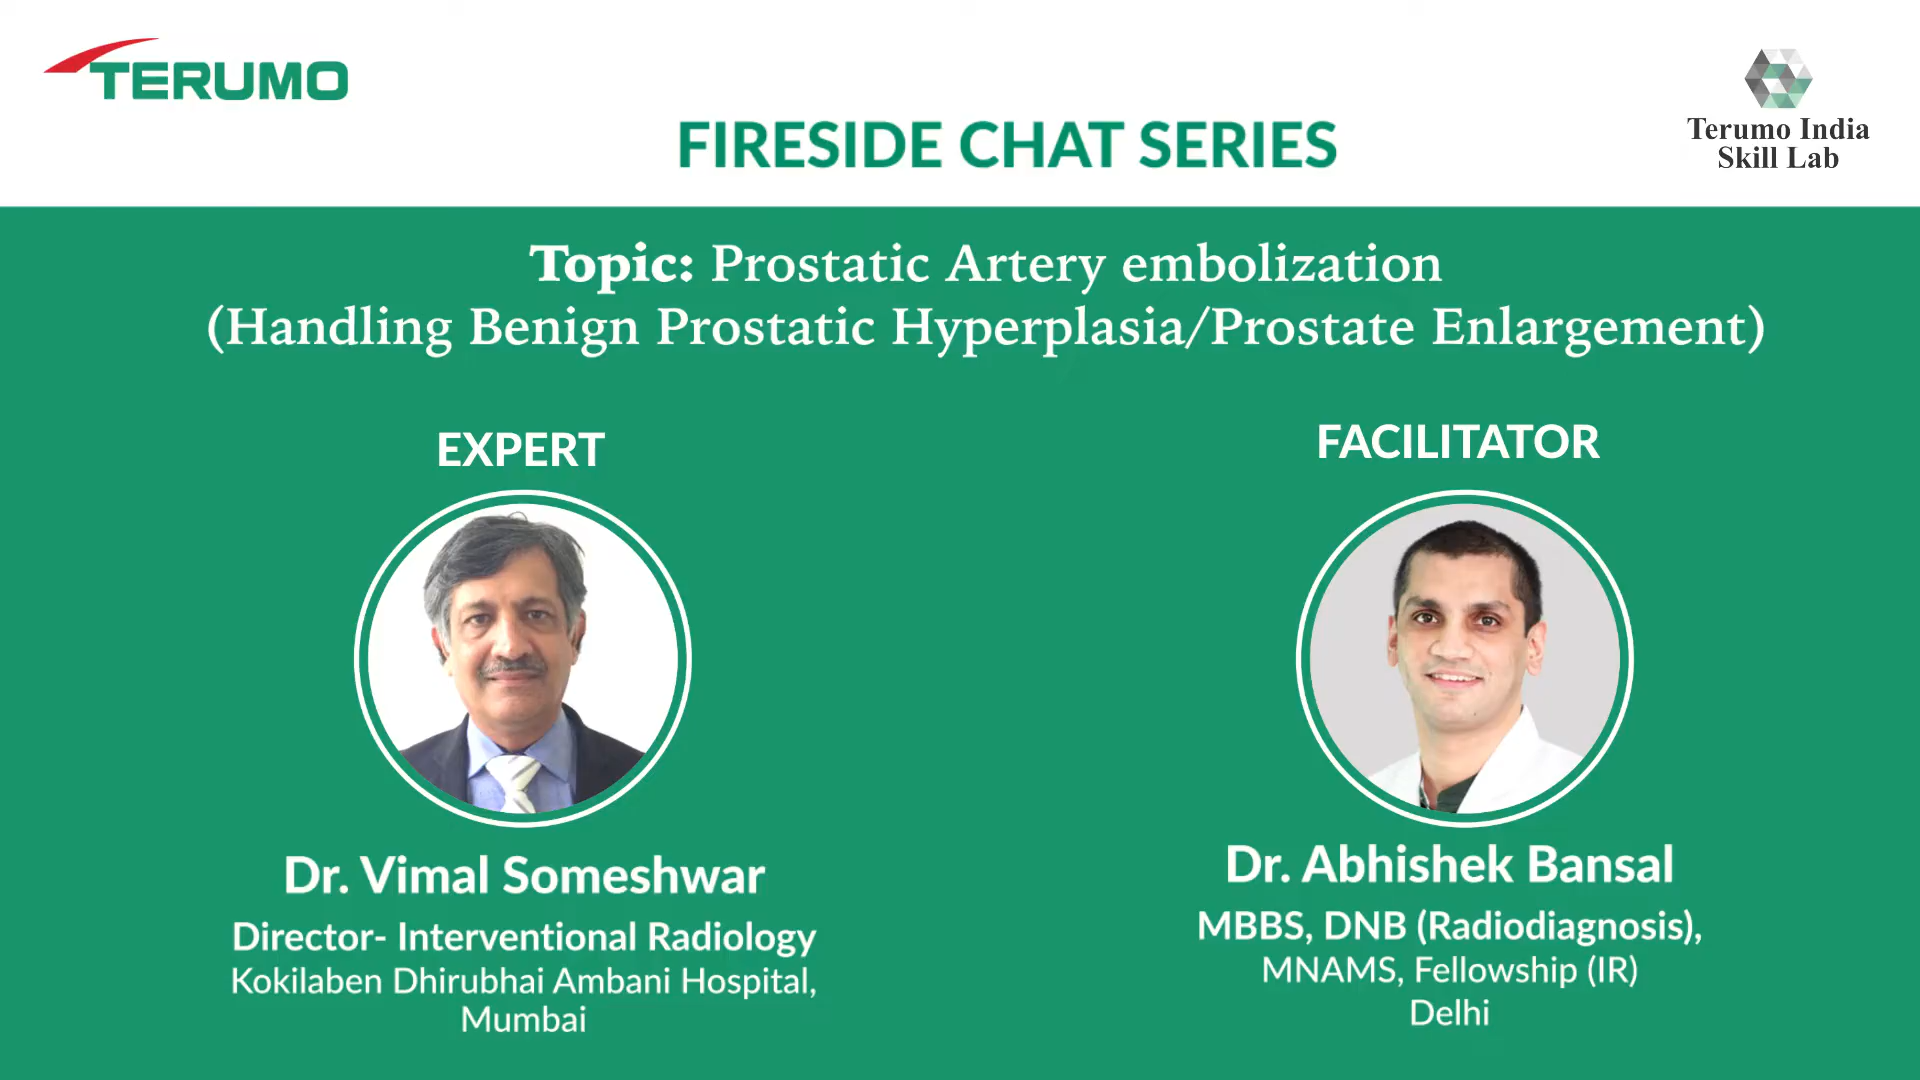 TERUMO
Terumo India
Skill Lab
FIRESIDE CHAT SERIES
Topic: Prostatic Artery embolization
(Handling Benign Prostatic Hyperplasia/Prostate Enlargement)
EXPERT
Dr. Vimal Someshwar
Director- Interventional Radiology
Kokilaben Dhirubhai Ambani Hospital,
Mumbai
FACILITATOR
Dr. Abhishek Bansal
MBBS, DNB (Radiodiagnosis),
MNAMS, Fellowship (IR)
Delhi